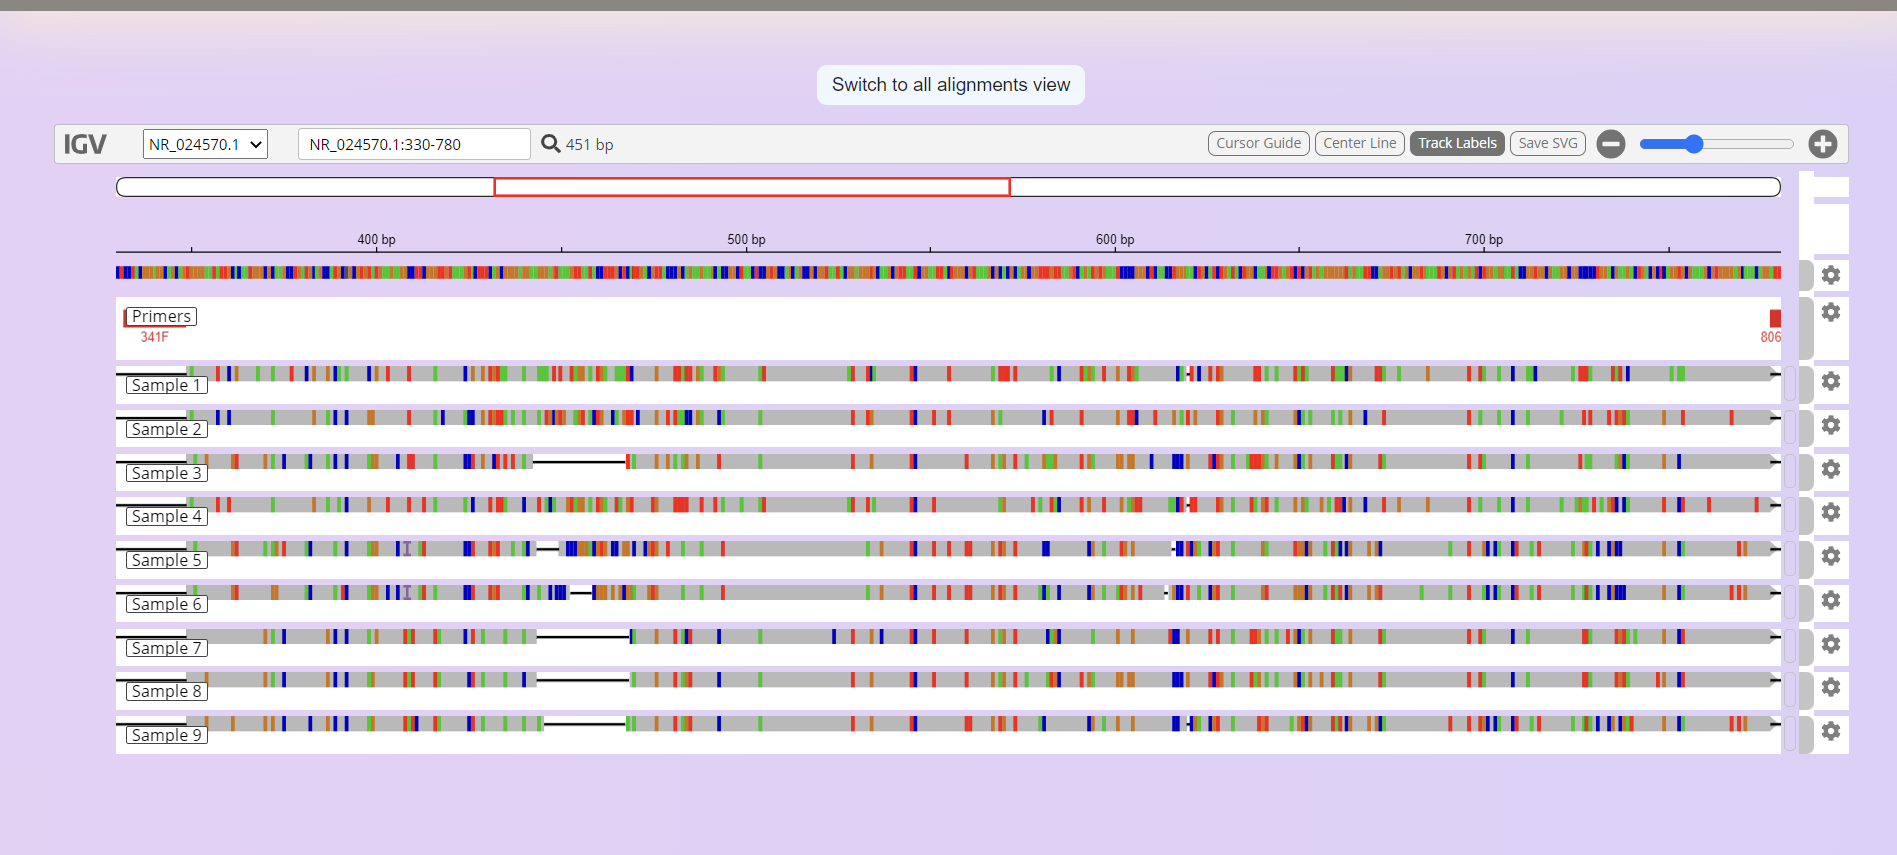 Switch to all alignments view
IGV NR_024570.1 NR_024570.1:330-780 451 bp Cursor Guide Center Line Track Labels Save SVG
400 bp 500 bp 600 bp 700 bp
Primers
341F 806
Sample 1
Sample 2
Sample 3
Sample 4
Sample 5
Sample 6
Sample 7
Sample 8
Sample 9